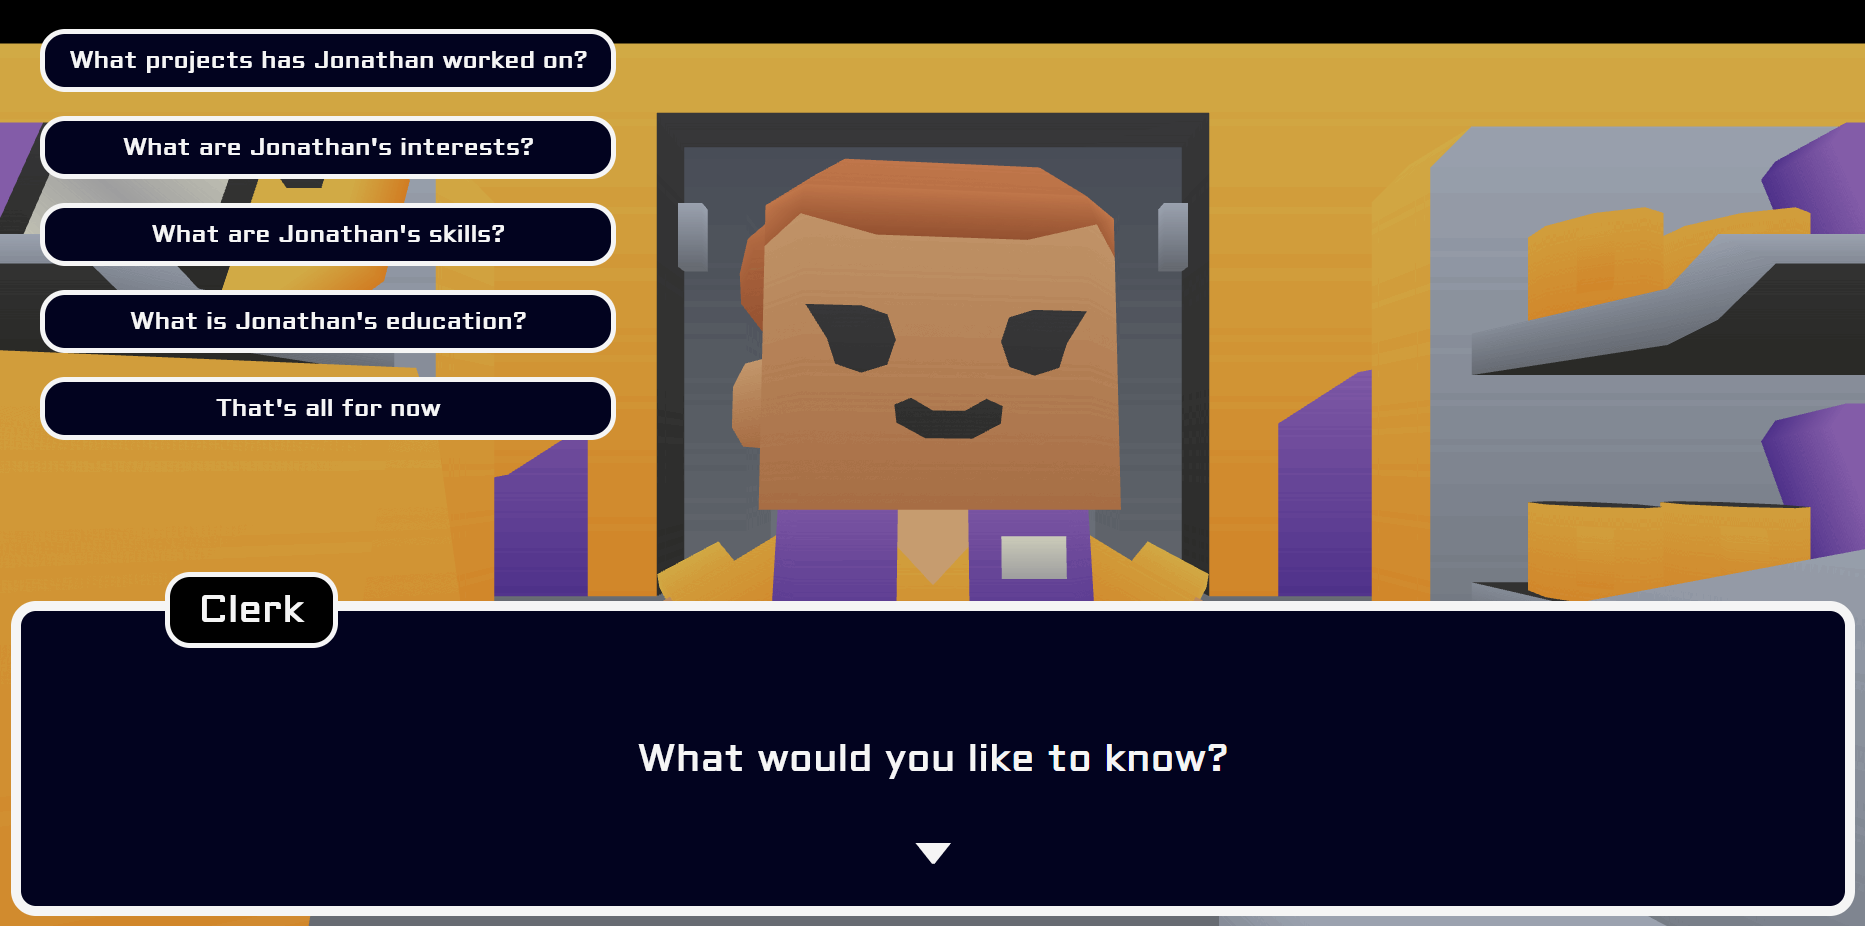 What projects has Jonathan worked on?
What are Jonathan's interests?
What are Jonathan's skills?
What is Jonathan's education?
That's all for now
Clerk
What would you like to know?